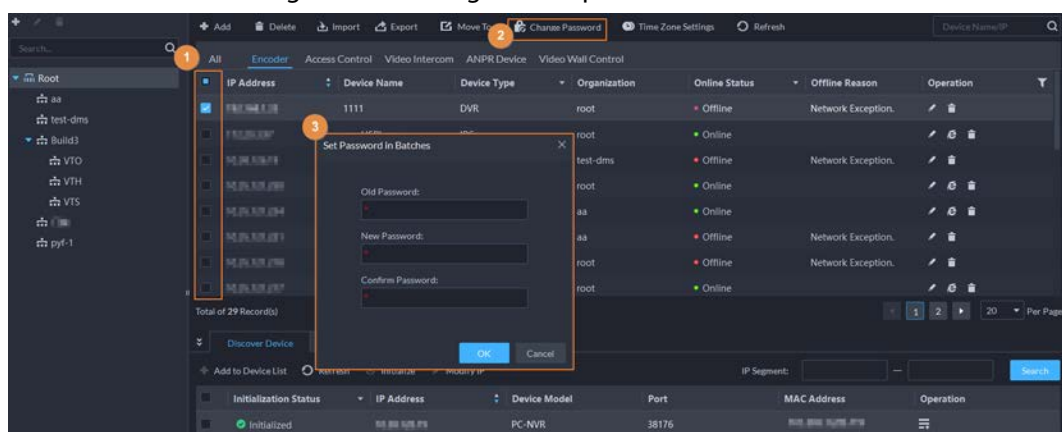 Add Delete Import Export Move To Change Password Time Zone Settings Refresh Device Name/IP
2
Search...
1
All Encoder Access Control Video Intercom ANPR Device Video Wall Control
Root
IP Address Device Name Device Type Organization Online Status Offline Reason Operation
aa
1111 DVR root Offline Network Exception.
test-dms
3
root Online
Build3
Set Password in Batches
VTO
test-dms Offline Network Exception.
VTH
Old Password:
root Online
VTS
*
aa Online
pyf-1
New Password:
aa Offline Network Exception.
*
root Offline Network Exception.
Confirm Password:
root Online
*
Total of 29 Record(s) 1 2 20 Per Page
Discover Device
OK Cancel
Add to Device List Refresh Initialize Modify IP IP Segment: — Search
Initialization Status IP Address Device Model Port MAC Address Operation
Initialized PC-NVR 38176